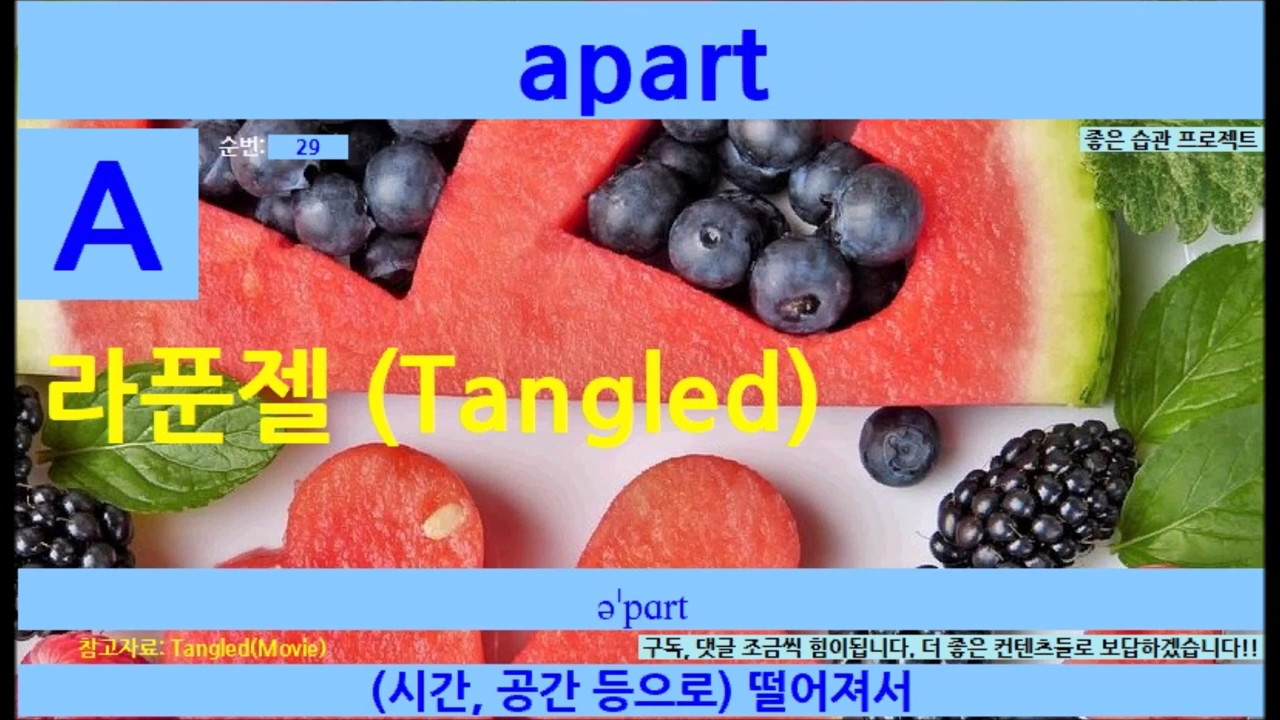 apart
A
순번: 29
좋은 습관 프로젝트
라푼젤 (Tangled)
ə'pɑrt
참고자료: Tangled(Movie)
구독, 댓글 조금씩 힘이됩니다. 더 좋은 컨텐츠들로 보답하겠습니다!!
(시간, 공간 등으로) 떨어져서